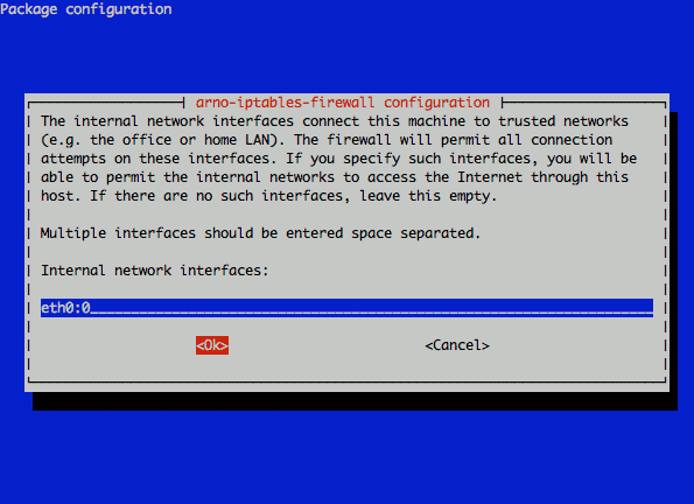 Package configuration
arno-iptables-firewall configuration
The internal network interfaces connect this machine to trusted networks
(e.g. the office or home LAN). The firewall will permit all connection
attempts on these interfaces. If you specify such interfaces, you will be
able to permit the internal networks to access the Internet through this
host. If there are no such interfaces, leave this empty.
Multiple interfaces should be entered space separated.
Internal network interfaces:
eth0:0
<Ok> <Cancel>